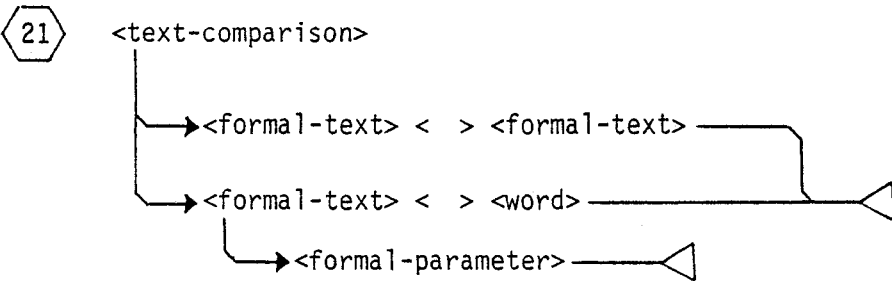 21 <text-comparison>
<formal-text> < > <formal-text>
<formal-text> < > <word>
<formal-parameter>